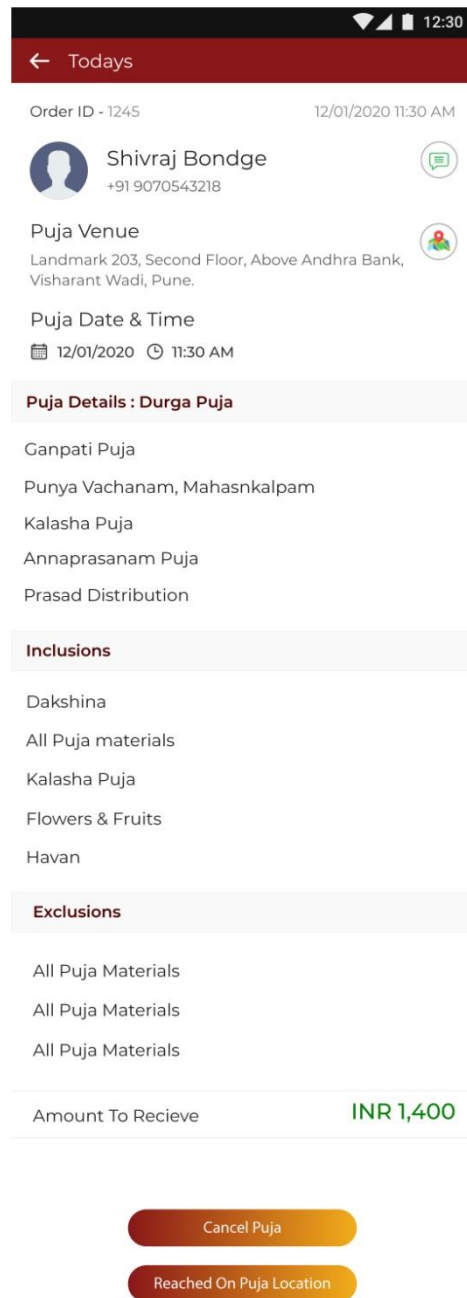 12:30
Todays
Order ID - 1245 12/01/2020 11:30 AM
Shivraj Bondge
+91 9070543218
Puja Venue
Landmark 203, Second Floor, Above Andhra Bank,
Visharant Wadi, Pune.
Puja Date & Time
12/01/2020 11:30 AM
Puja Details : Durga Puja
Ganpati Puja
Punya Vachanam, Mahasnkalpam
Kalasha Puja
Annaprasanam Puja
Prasad Distribution
Inclusions
Dakshina
All Puja materials
Kalasha Puja
Flowers & Fruits
Havan
Exclusions
All Puja Materials
All Puja Materials
All Puja Materials
Amount To Recieve INR 1,400
Cancel Puja
Reached On Puja Location